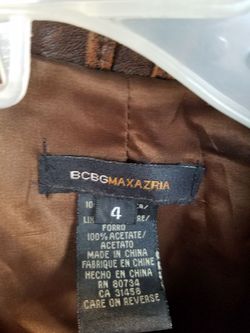 BCBGMAXAZRIA
4
FORRO
100% ACETATE/
ACETATO
MADE IN CHINA
FABRIQUE EN CHINE
HECHO EN CHINA
RN 80734
CA 31458
CARE ON REVERSE